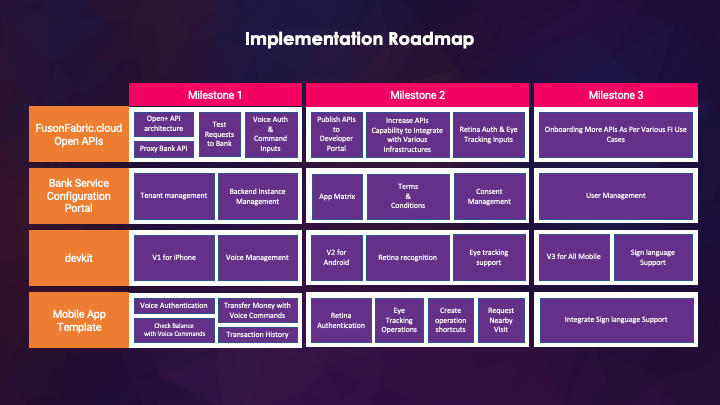 Implementation Roadmap
Milestone 1
Milestone 2
Milestone 3
FusonFabric.cloud
Open APIs
Open+ API
architecture
Proxy Bank API
Test
Requests
to Bank
Voice Auth
&
Command
Inputs
Publish APIs
to
Developer
Portal
Increase APIs
Capability to Integrate
with Various
Infrastructures
Retina Auth & Eye
Tracking Inputs
Onboarding More APIs As Per Various FI Use
Cases
Bank Service
Configuration
Portal
Tenant management
Backend Instance
Management
App Matrix
Terms
&
Conditions
Consent
Management
User Management
devkit
V1 for iPhone
Voice Management
V2 for
Android
Retina recognition
Eye tracking
support
V3 for All Mobile
Sign language
Support
Mobile App
Template
Voice Authentication
Check Balance
with Voice Commands
Transfer Money with
Voice Commands
Transaction History
Retina
Authentication
Eye
Tracking
Operations
Create
operation
shortcuts
Request
Nearby
Visit
Integrate Sign language Support